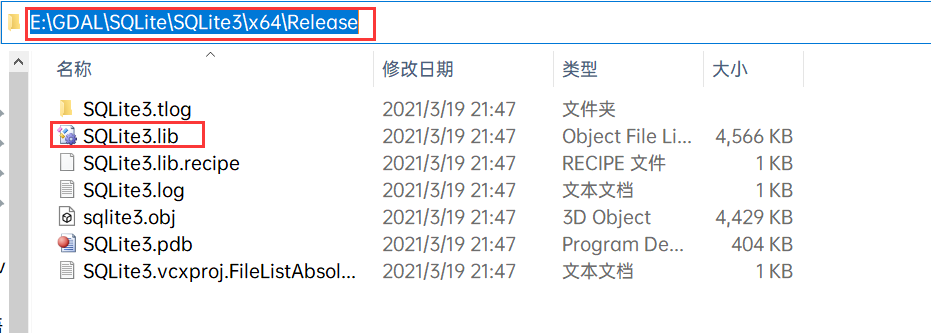 E:\GDAL\SQLite\SQLite3\x64\Release
名称 修改日期 类型 大小
SQLite3.tlog 2021/3/19 21:47 文件夹
SQLite3.lib 2021/3/19 21:47 Object File Li... 4,566 KB
SQLite3.lib.recipe 2021/3/19 21:47 RECIPE 文件 1 KB
SQLite3.log 2021/3/19 21:47 文本文档 1 KB
sqlite3.obj 2021/3/19 21:47 3D Object 4,429 KB
SQLite3.pdb 2021/3/19 21:47 Program De... 404 KB
SQLite3.vcxproj.FileListAbsol... 2021/3/19 21:47 文本文档 1 KB